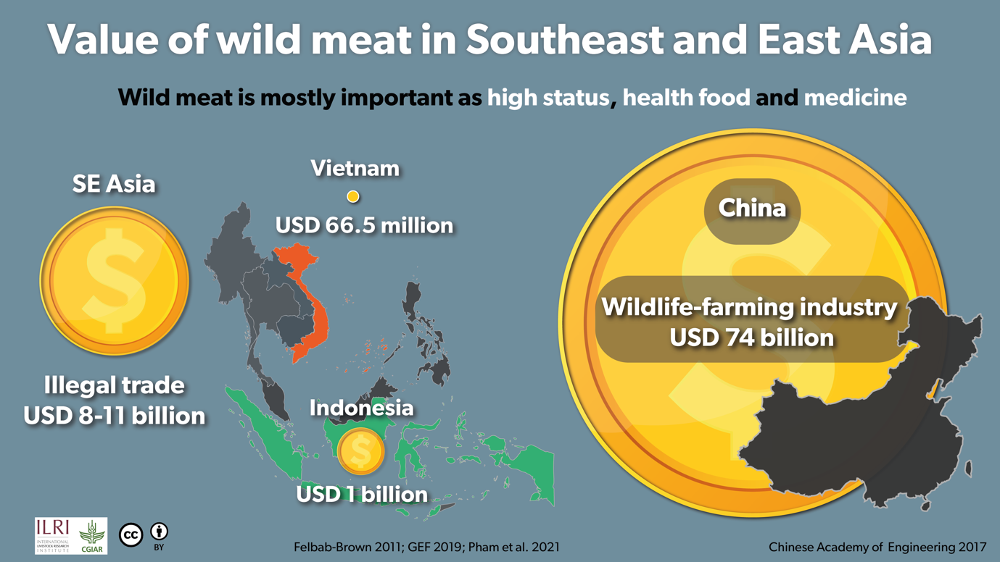 Value of wild meat in Southeast and East Asia
Wild meat is mostly important as high status, health food and medicine
SE Asia
$
Illegal trade
USD 8-11 billion
Vietnam
USD 66.5 million
Indonesia
$
USD 1 billion
China
$
Wildlife-farming industry
USD 74 billion
ILRI
INTERNATIONAL
LIVESTOCK RESEARCH
INSTITUTE
CGIAR
cc
BY
Felbab-Brown 2011; GEF 2019; Pham et al. 2021
Chinese Academy of Engineering 2017